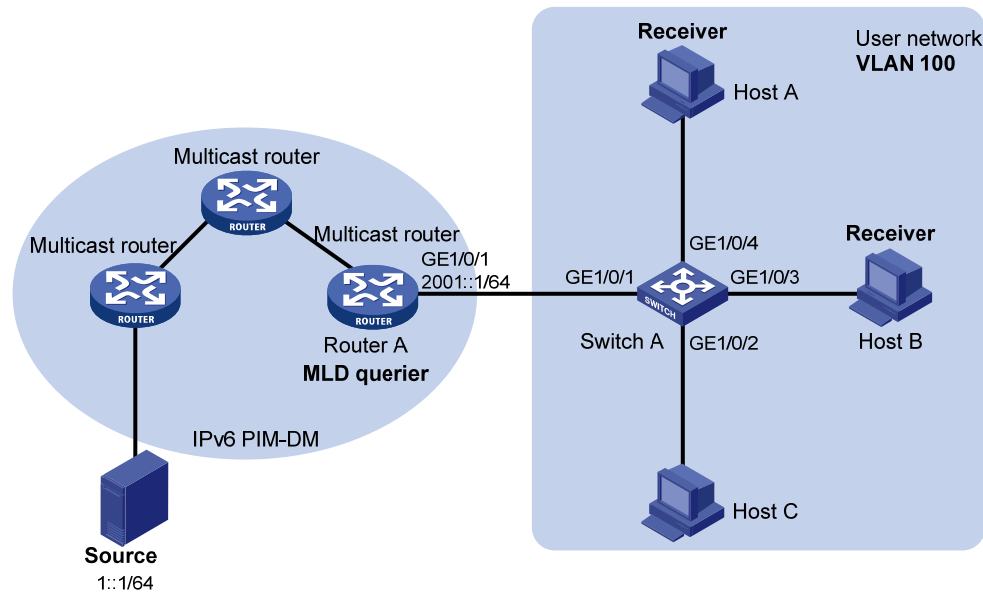 Receiver
User network
VLAN 100
Host A
Multicast router
ROUTER
Multicast router
Multicast router
GE1/0/1
2001::1/64
ROUTER
ROUTER
Router A
MLD querier
IPv6 PIM-DM
Source
1::1/64
GE1/0/4
GE1/0/1
GE1/0/3
SWITCH
Switch A
GE1/0/2
Receiver
Host B
Host C